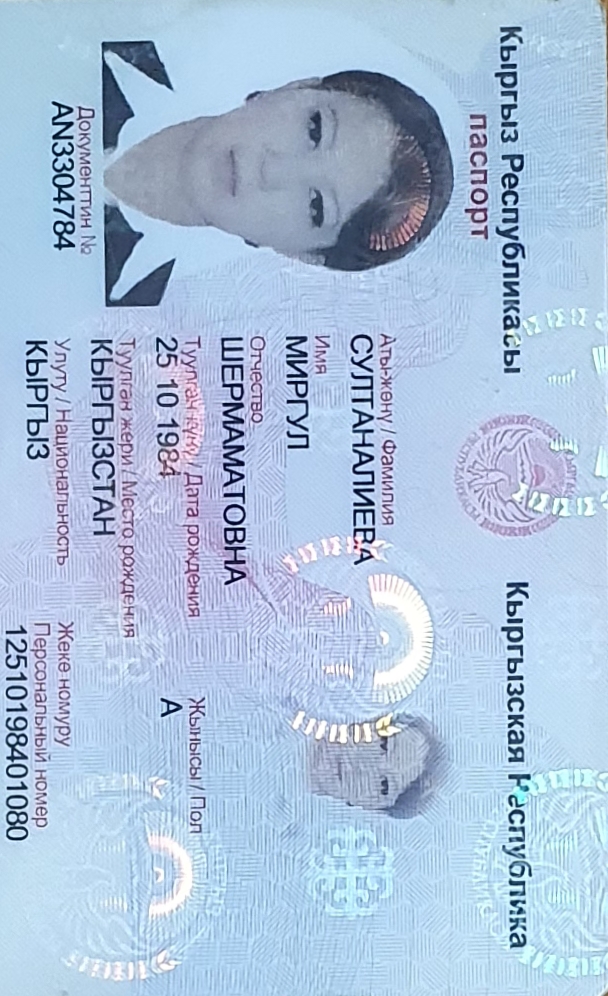 Кыргыз Республикасы
Кыргызская Республика
паспорт
Аты-жөнү / Фамилия
СУЛТАНАЛИЕВА
Имя
МИРГУЛ
Отчество
ШЕРМАМАТОВНА
Туулган күнү / Дата рождения
25 10 1984
Жынысы / Пол
А
Туулган жери / Место рождения
КЫРГЫЗСТАН
Улуту / Национальность
КЫРГЫЗ
Жеке номуру
Персональный номер
12510198401080
Документтин №
AN3304784